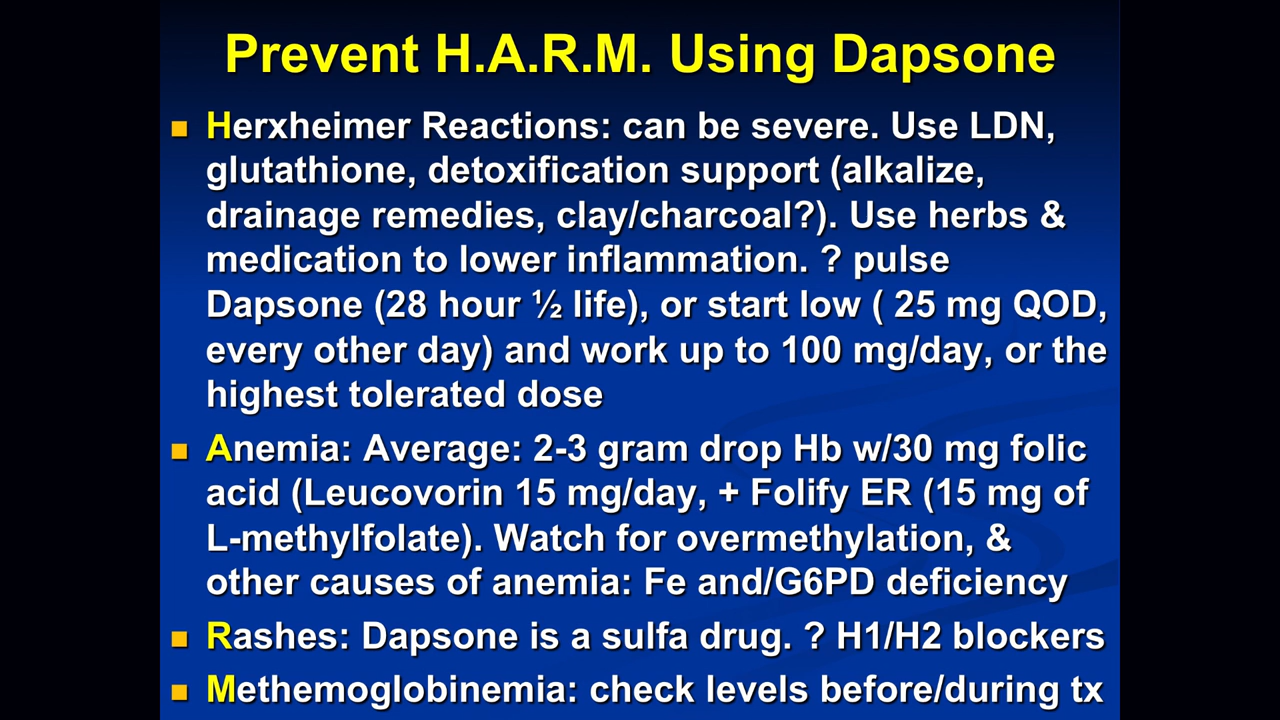 Prevent H.A.R.M. Using Dapsone
Herxheimer Reactions: can be severe. Use LDN,
glutathione, detoxification support (alkalize,
drainage remedies, clay/charcoal?). Use herbs &
medication to lower inflammation. ? pulse
Dapsone (28 hour ½ life), or start low ( 25 mg QOD,
every other day) and work up to 100 mg/day, or the
highest tolerated dose
Anemia: Average: 2-3 gram drop Hb w/30 mg folic
acid (Leucovorin 15 mg/day, + Folify ER (15 mg of
L-methylfolate). Watch for overmethylation, &
other causes of anemia: Fe and/G6PD deficiency
Rashes: Dapsone is a sulfa drug. ? H1/H2 blockers
Methemoglobinemia: check levels before/during tx